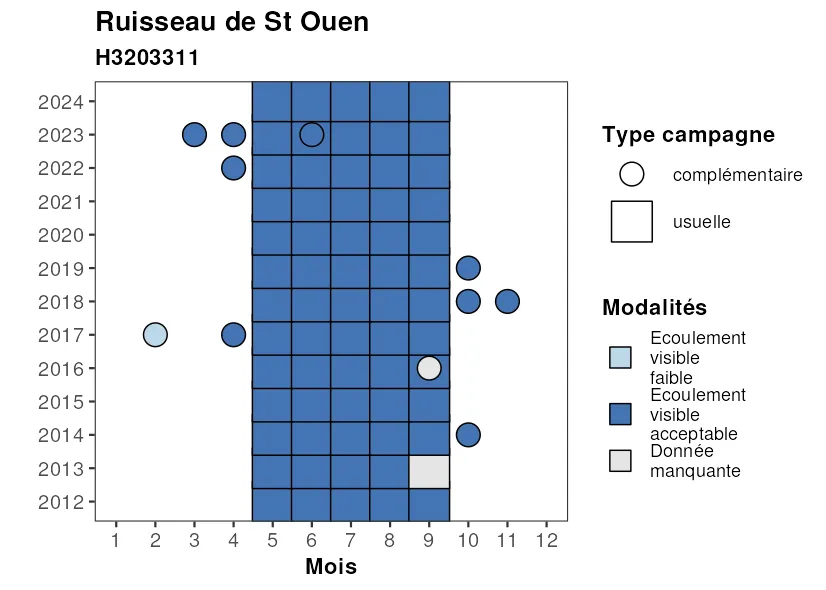 Ruisseau de St Ouen
H3203311
2024
2023
2022
2021
2020
2019
2018
2017
2016
2015
2014
2013
2012
1 2 3 4 5 6 7 8 9 10 11 12
Mois
Type campagne
complémentaire
usuelle
Modalités
Ecoulement
visible
faible
Ecoulement
visible
acceptable
Donnée
manquante